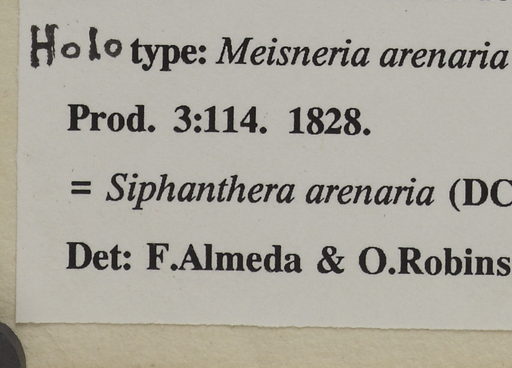 Holotype: Meisneria arenaria
Prod. 3:114. 1828.
= Siphanthera arenaria (DC
Det: F.Almeda & O.Robins